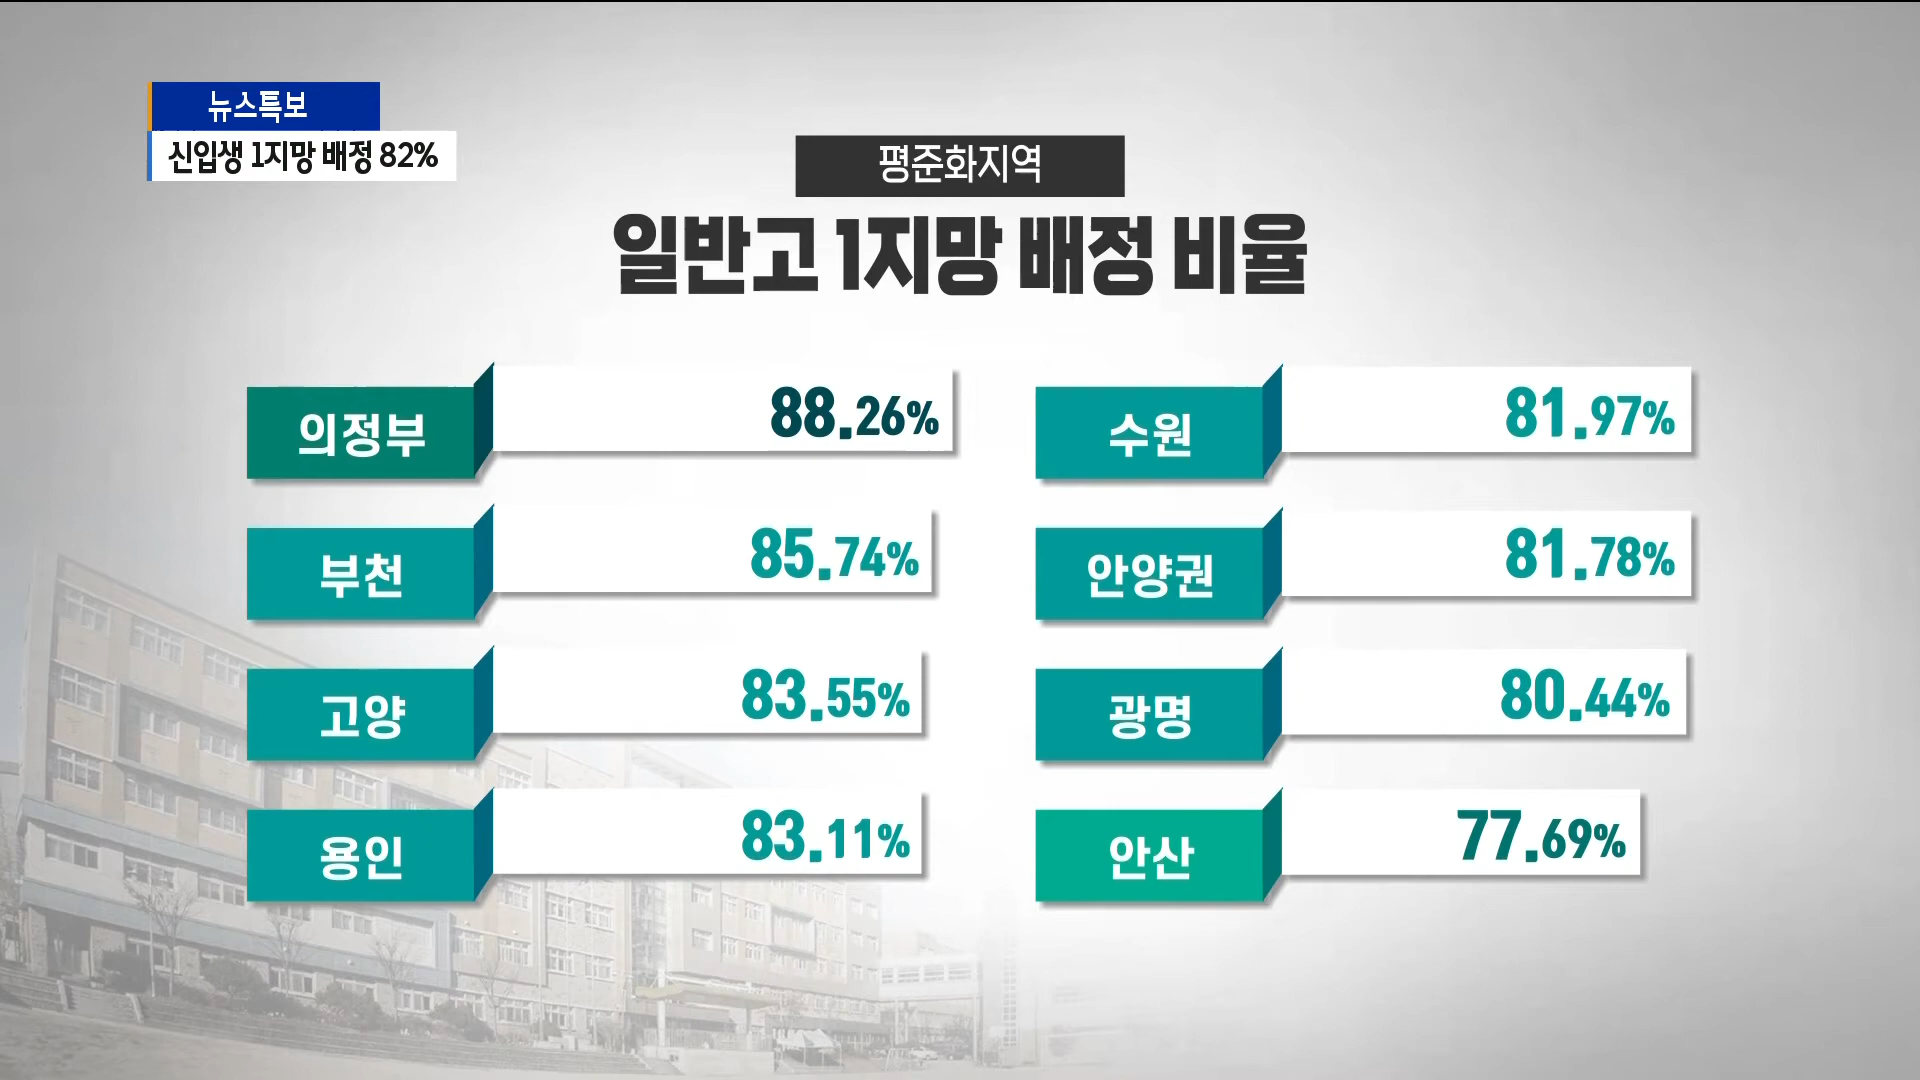 뉴스특보
신입생 1지망 배정 82%
평준화지역
일반고 1지망 배정 비율
의정부 88.26%
부천 85.74%
고양 83.55%
용인 83.11%
수원 81.97%
안양권 81.78%
광명 80.44%
안산 77.69%